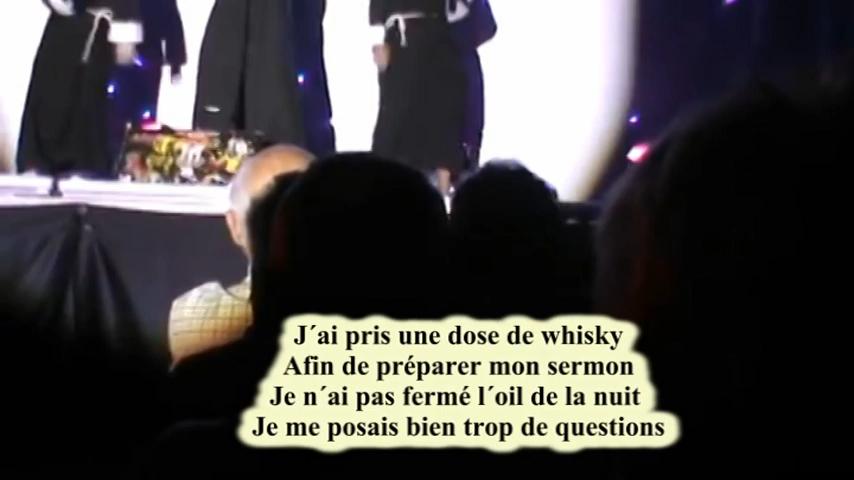 J´ai pris une dose de whisky
Afin de préparer mon sermon
Je n´ai pas fermé l´oil de la nuit
Je me posais bien trop de questions